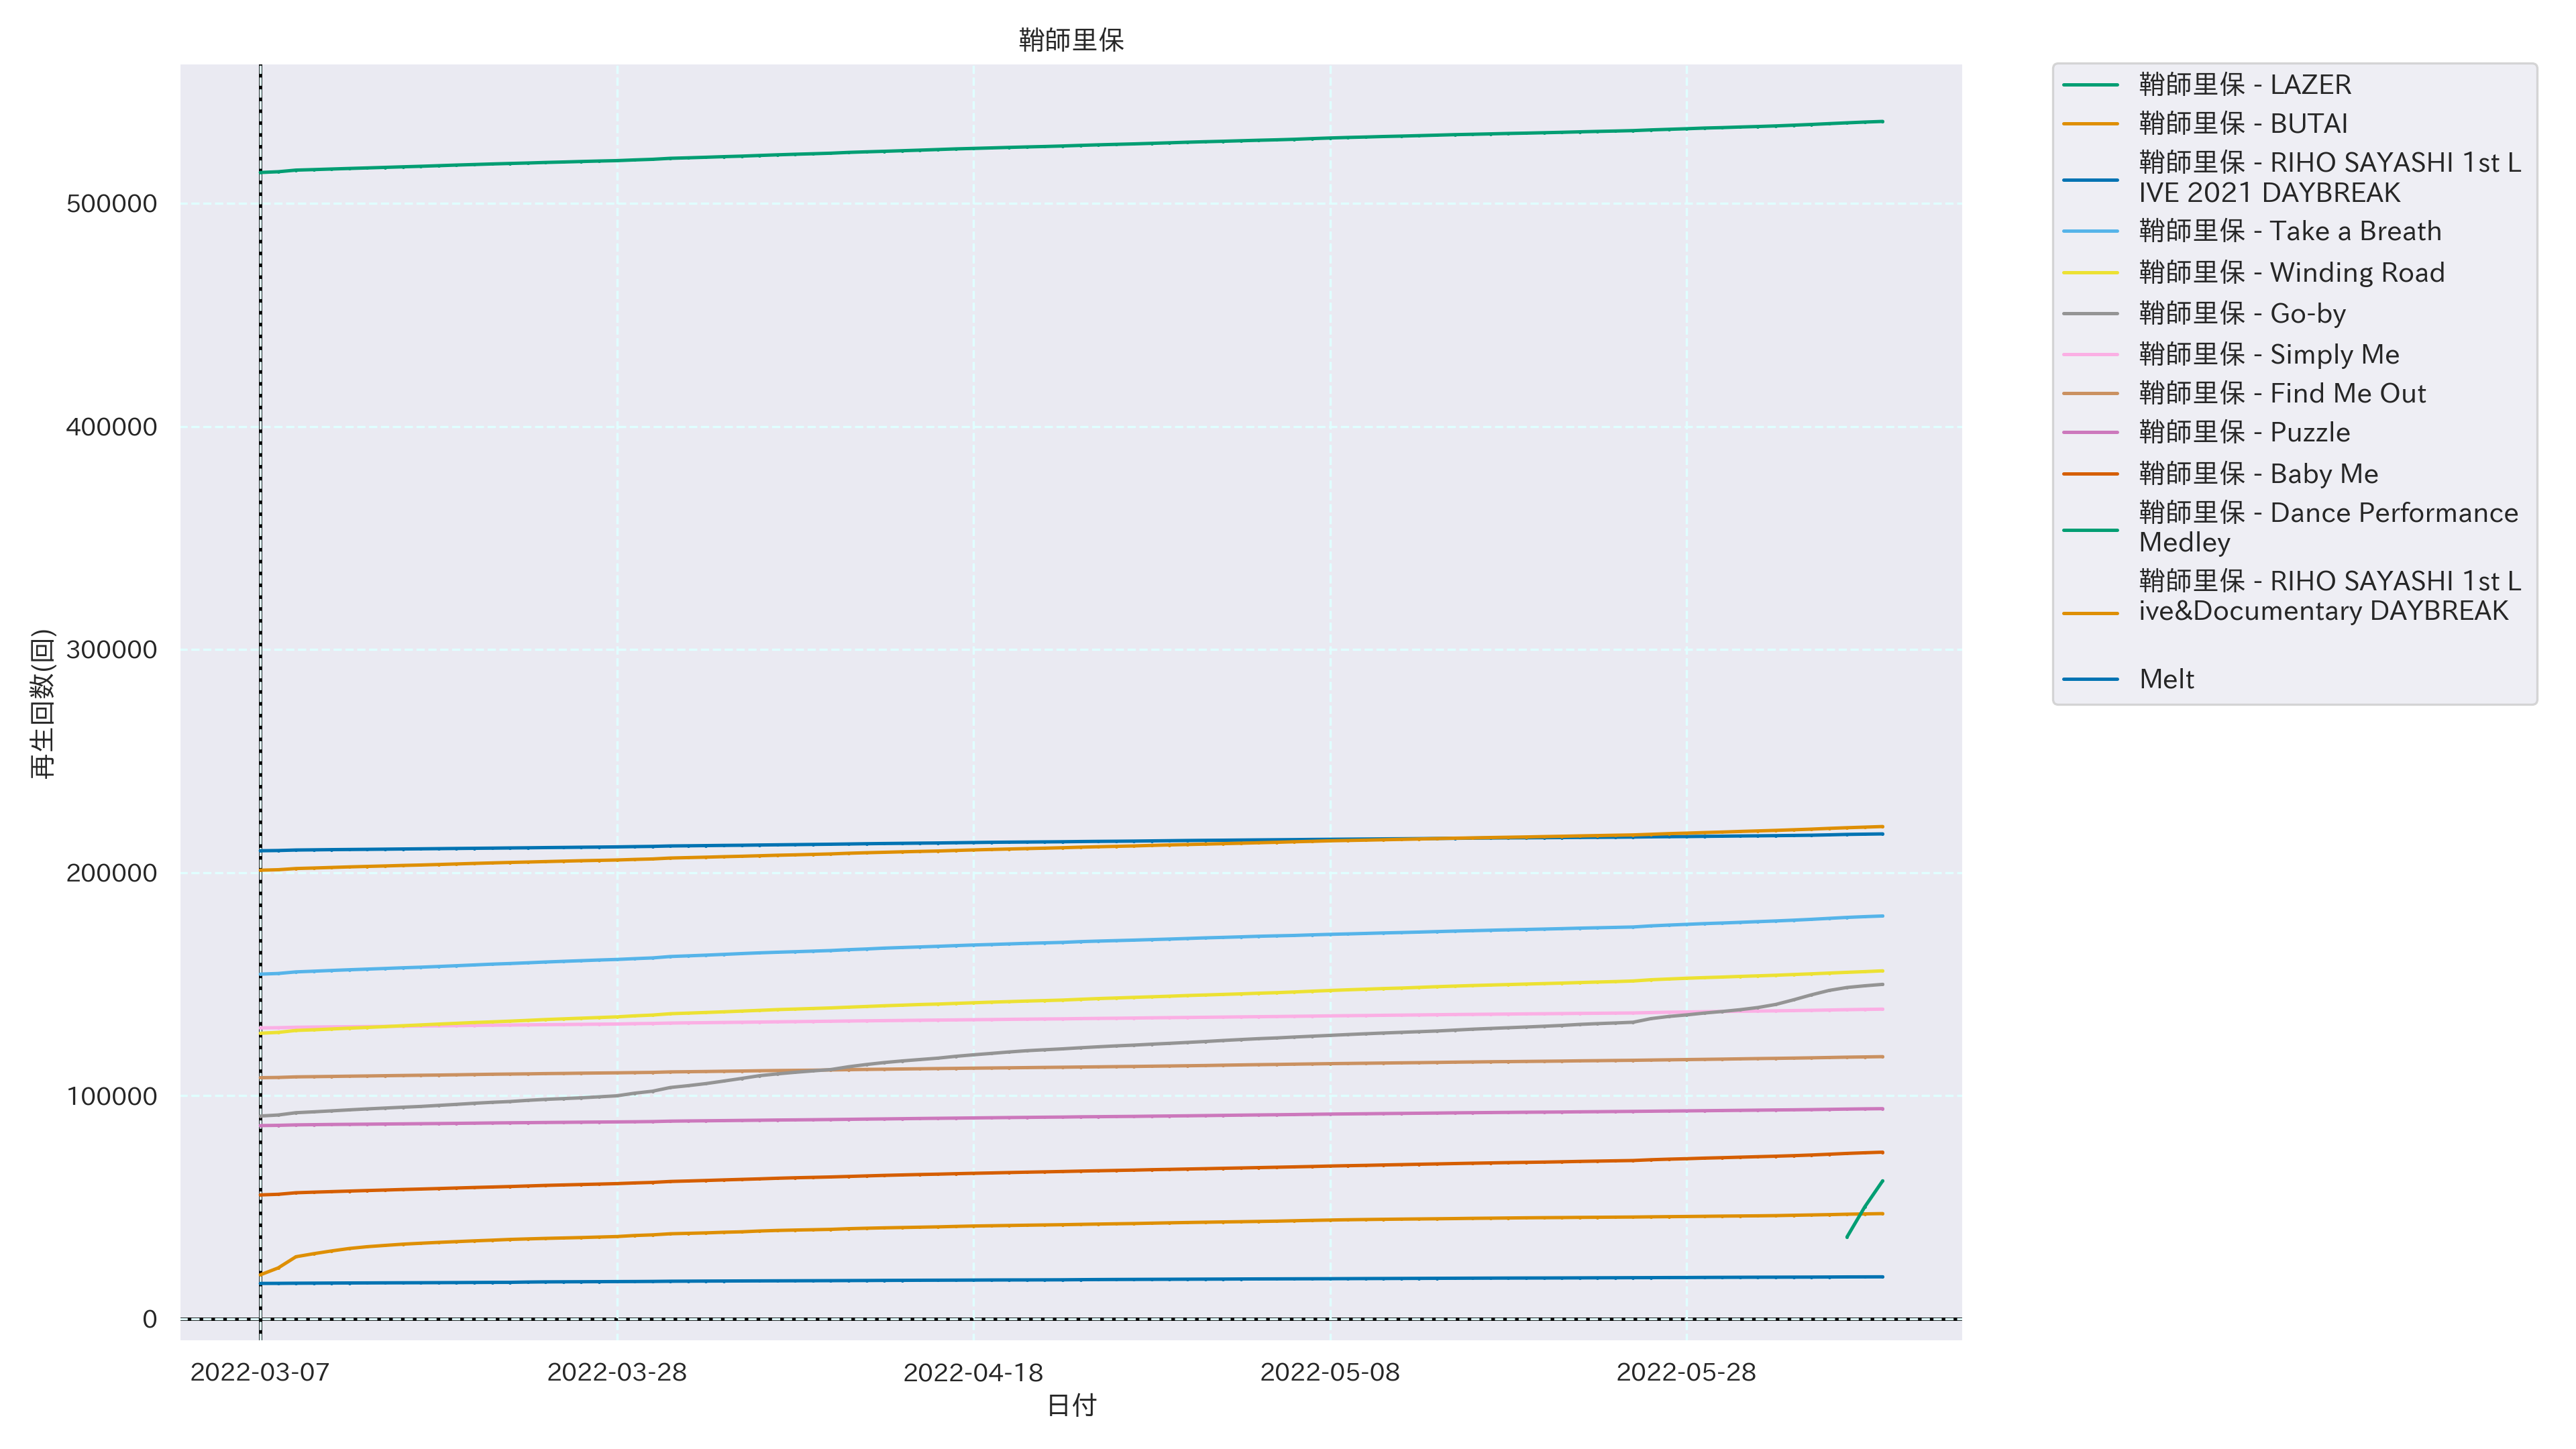 鞘師里保
500000
400000
300000
200000
100000
0
再生回数(回)
2022-03-07 2022-03-28 2022-04-18 2022-05-08 2022-05-28
日付
鞘師里保 - LAZER
鞘師里保 - BUTAI
鞘師里保 - RIHO SAYASHI 1st L
IVE 2021 DAYBREAK
鞘師里保 - Take a Breath
鞘師里保 - Winding Road
鞘師里保 - Go-by
鞘師里保 - Simply Me
鞘師里保 - Find Me Out
鞘師里保 - Puzzle
鞘師里保 - Baby Me
鞘師里保 - Dance Performance
Medley
鞘師里保 - RIHO SAYASHI 1st L
ive&Documentary DAYBREAK
Melt